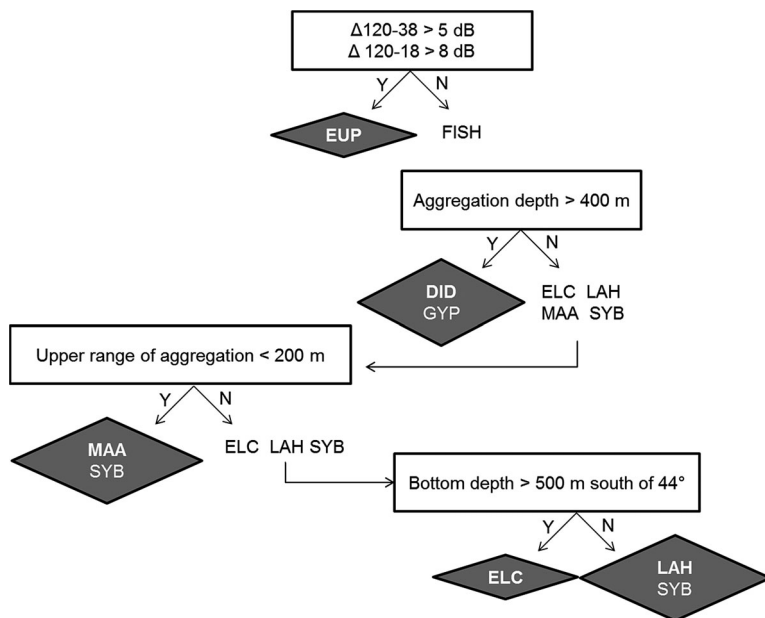 Δ120-38 > 5 dB
Δ 120-18 > 8 dB
Y N
EUP FISH
Aggregation depth > 400 m
Y N
DID
GYP
ELC LAH
MAA SYB
Upper range of aggregation < 200 m
Y N
MAA
SYB
ELC LAH SYB
Bottom depth > 500 m south of 44°
Y N
ELC
LAH
SYB